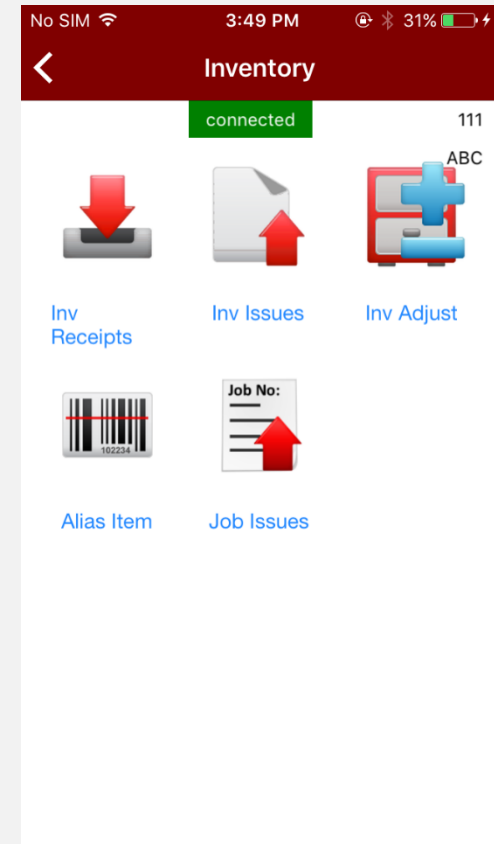 No SIM 3:49 PM 31%
Inventory
connected 111
ABC
Inv
Receipts
Inv Issues
Inv Adjust
Job No:
102234
Alias Item
Job Issues